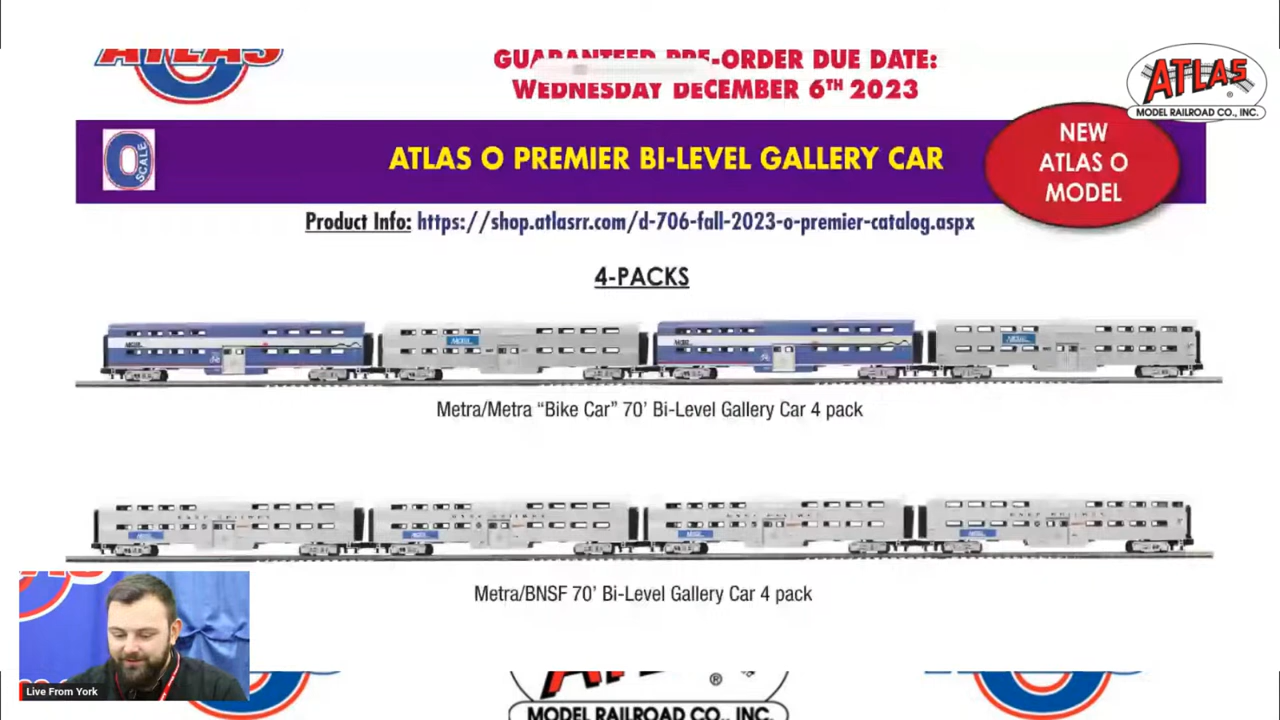 ATLAS
GUARANTEED PRE-ORDER DUE DATE:
WEDNESDAY DECEMBER 6TH 2023
ATLAS
®
MODEL RAILROAD CO., INC.
O SCALE
ATLAS O PREMIER BI-LEVEL GALLERY CAR
NEW
ATLAS O
MODEL
Product Info: https://shop.atlasrr.com/d-706-fall-2023-o-premier-catalog.aspx
4-PACKS
Metra/Metra “Bike Car” 70’ Bi-Level Gallery Car 4 pack
Metra/BNSF 70’ Bi-Level Gallery Car 4 pack
Live From York
®
MODEL RAILROAD CO., INC.